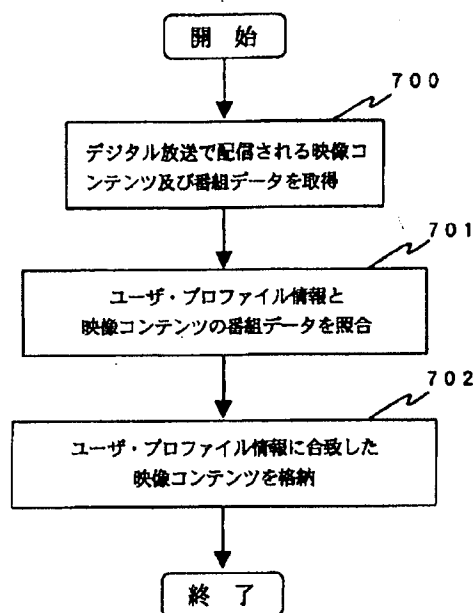 開 始
700
デジタル放送で配信される映像コ
ンテンツ及び番組データを取得
701
ユーザ・プロファイル情報と
映像コンテンツの番組データを照合
702
ユーザ・プロファイル情報に合致した
映像コンテンツを格納
終 了